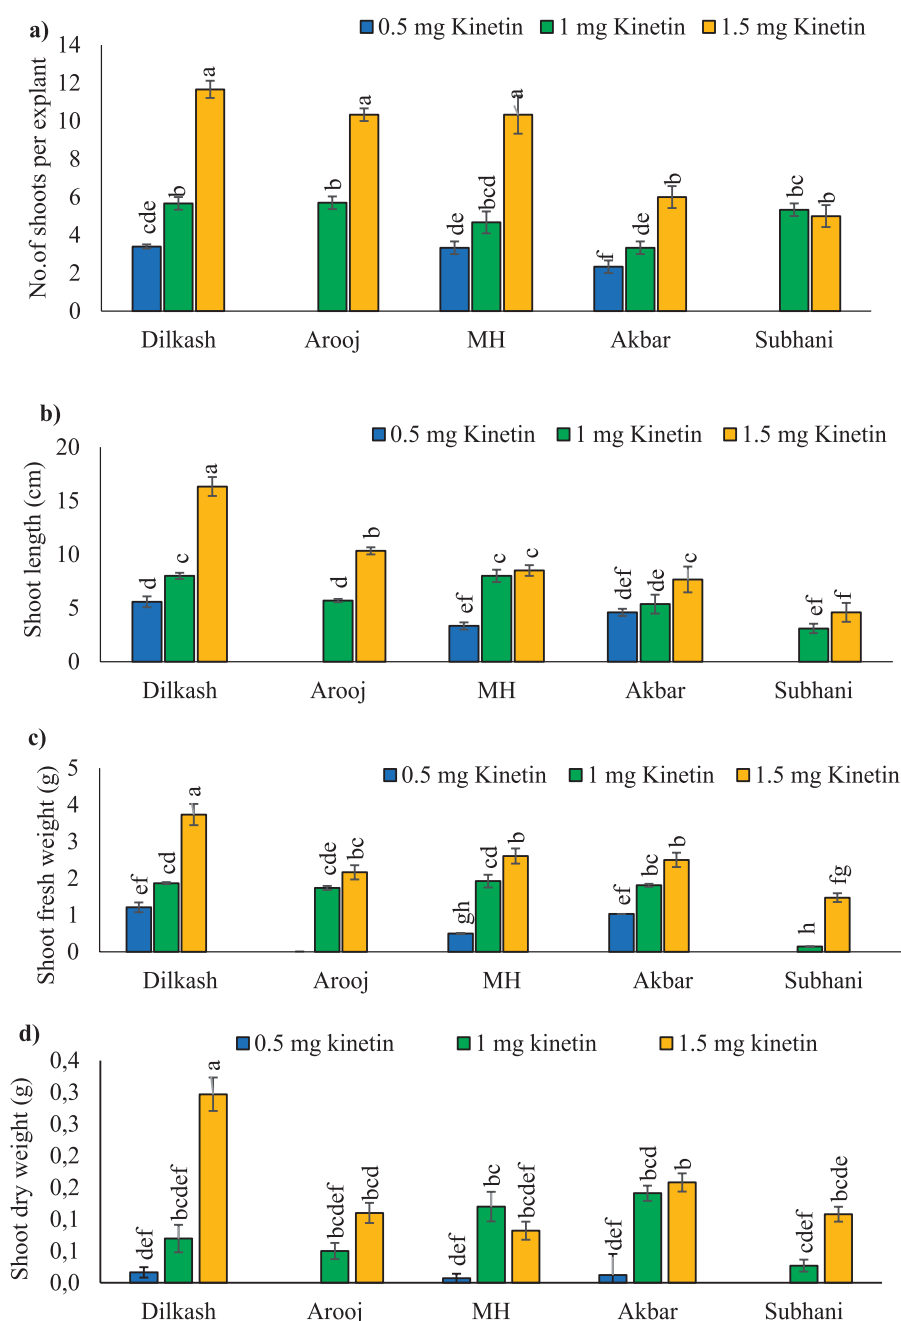 a)
0.5 mg Kinetin 1 mg Kinetin 1.5 mg Kinetin
No.of shoots per explant
14
12
10
8
6
4
2
0
cde b a
b a
de bcd a
f de b
bc b
Dilkash Arooj MH Akbar Subhani
b)
0.5 mg Kinetin 1 mg Kinetin 1.5 mg Kinetin
Shoot length (cm)
20
15
10
5
0
d c a
d b
ef c c
def de c
ef f
Dilkash Arooj MH Akbar Subhani
c)
0.5 mg Kinetin 1 mg Kinetin 1.5 mg Kinetin
Shoot fresh weight (g)
5
4
3
2
1
0
ef cd a
cde bc
gh cd b
ef bc b
h fg
Dilkash Arooj MH Akbar Subhani
d)
0.5 mg kinetin 1 mg kinetin 1.5 mg kinetin
Shoot dry weight (g)
0,4
0,3
0,3
0,2
0,2
0,1
0,1
0,0
def bcdef a
bcdef bcd
def bc bcdef
def bcd b
cdef bcde
Dilkash Arooj MH Akbar Subhani